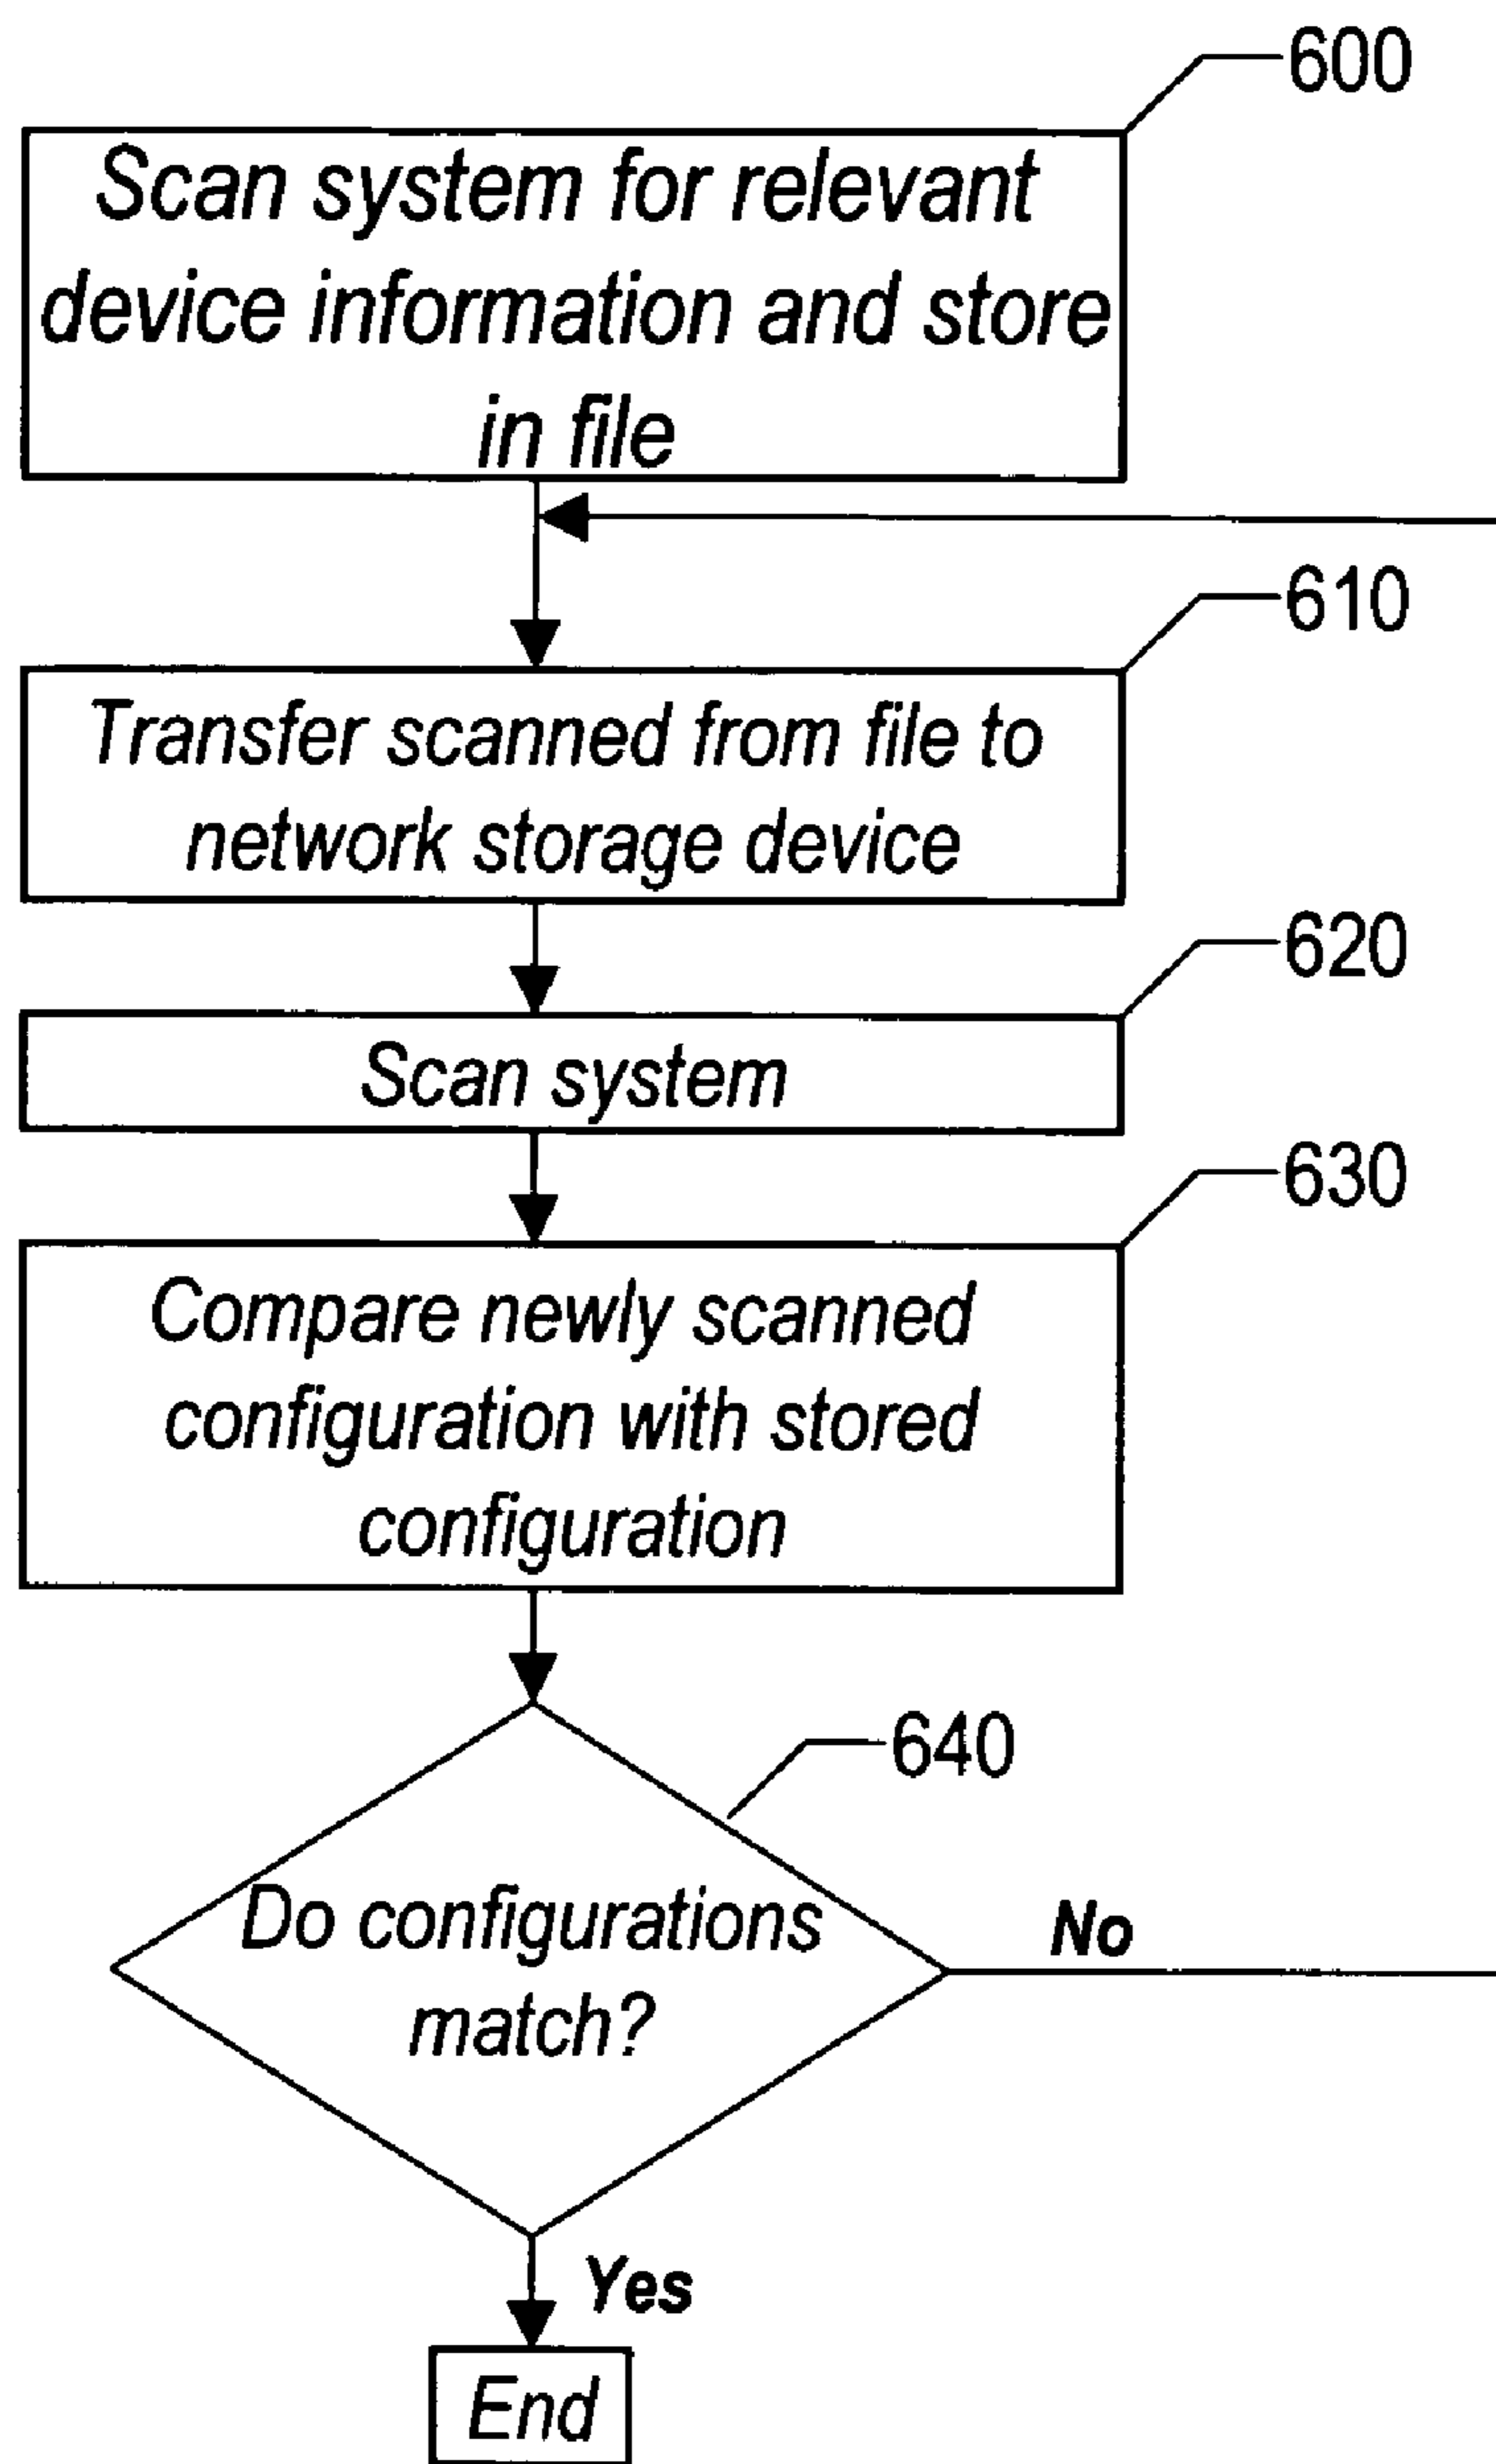 600
Scan system for relevant
device information and store
in file
610
Transfer scanned from file to
network storage device
620
Scan system
630
Compare newly scanned
configuration with stored
configuration
640
Do configurations
match?
No
Yes
End